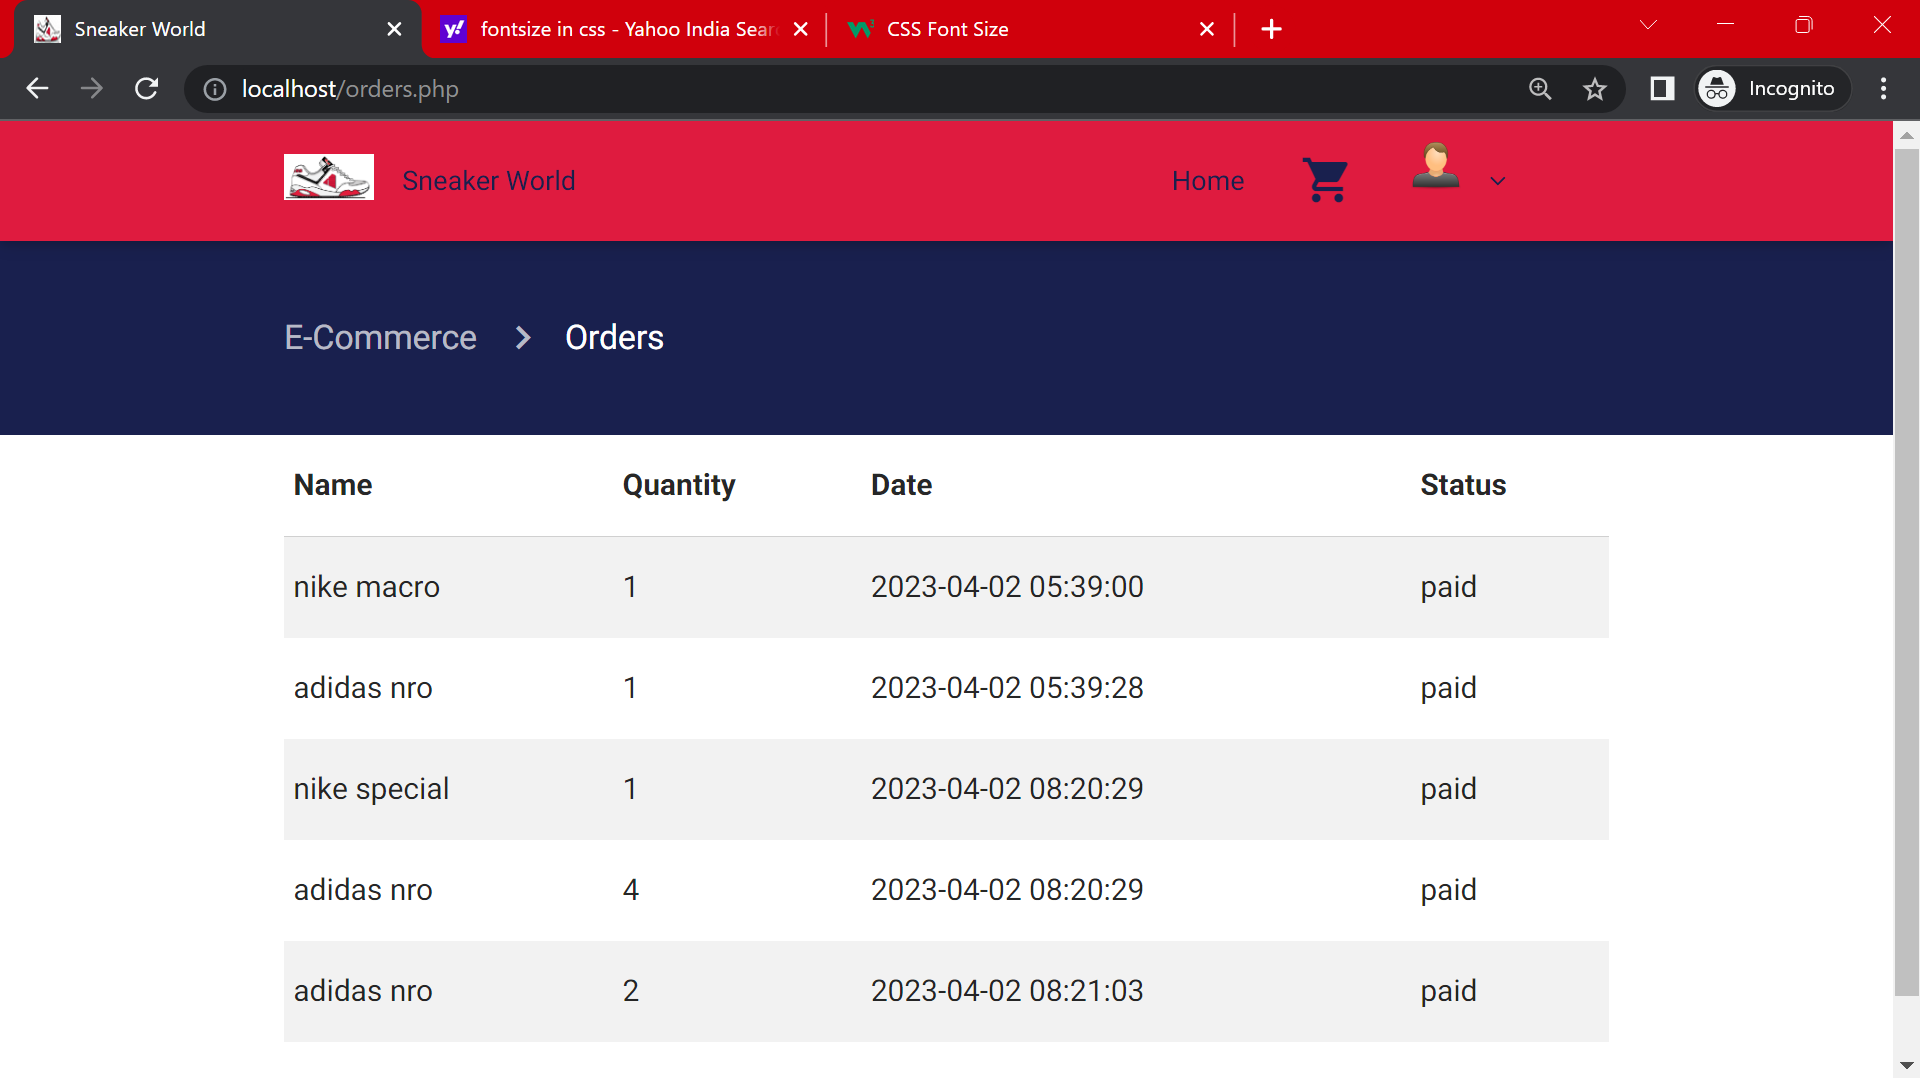 Sneaker World
fontsize in css - Yahoo India Sear
CSS Font Size
localhost/orders.php
Incognito
Sneaker World
Home
E-Commerce > Orders
Name Quantity Date Status
nike macro 1 2023-04-02 05:39:00 paid
adidas nro 1 2023-04-02 05:39:28 paid
nike special 1 2023-04-02 08:20:29 paid
adidas nro 4 2023-04-02 08:20:29 paid
adidas nro 2 2023-04-02 08:21:03 paid